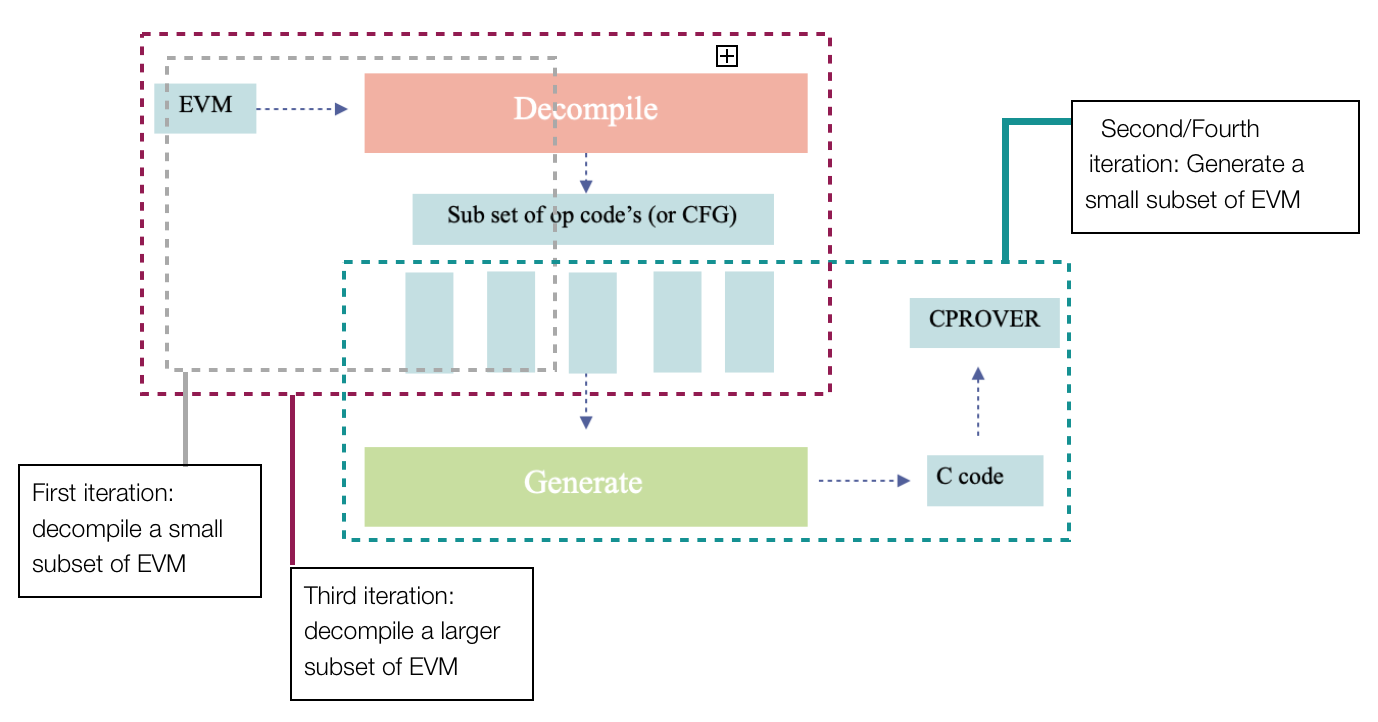 EVM
Decompile
Sub set of op code’s (or CFG)
Second/Fourth
iteration: Generate a
small subset of EVM
CPROVER
Generate
C code
First iteration:
decompile a small
subset of EVM
Third iteration:
decompile a larger
subset of EVM